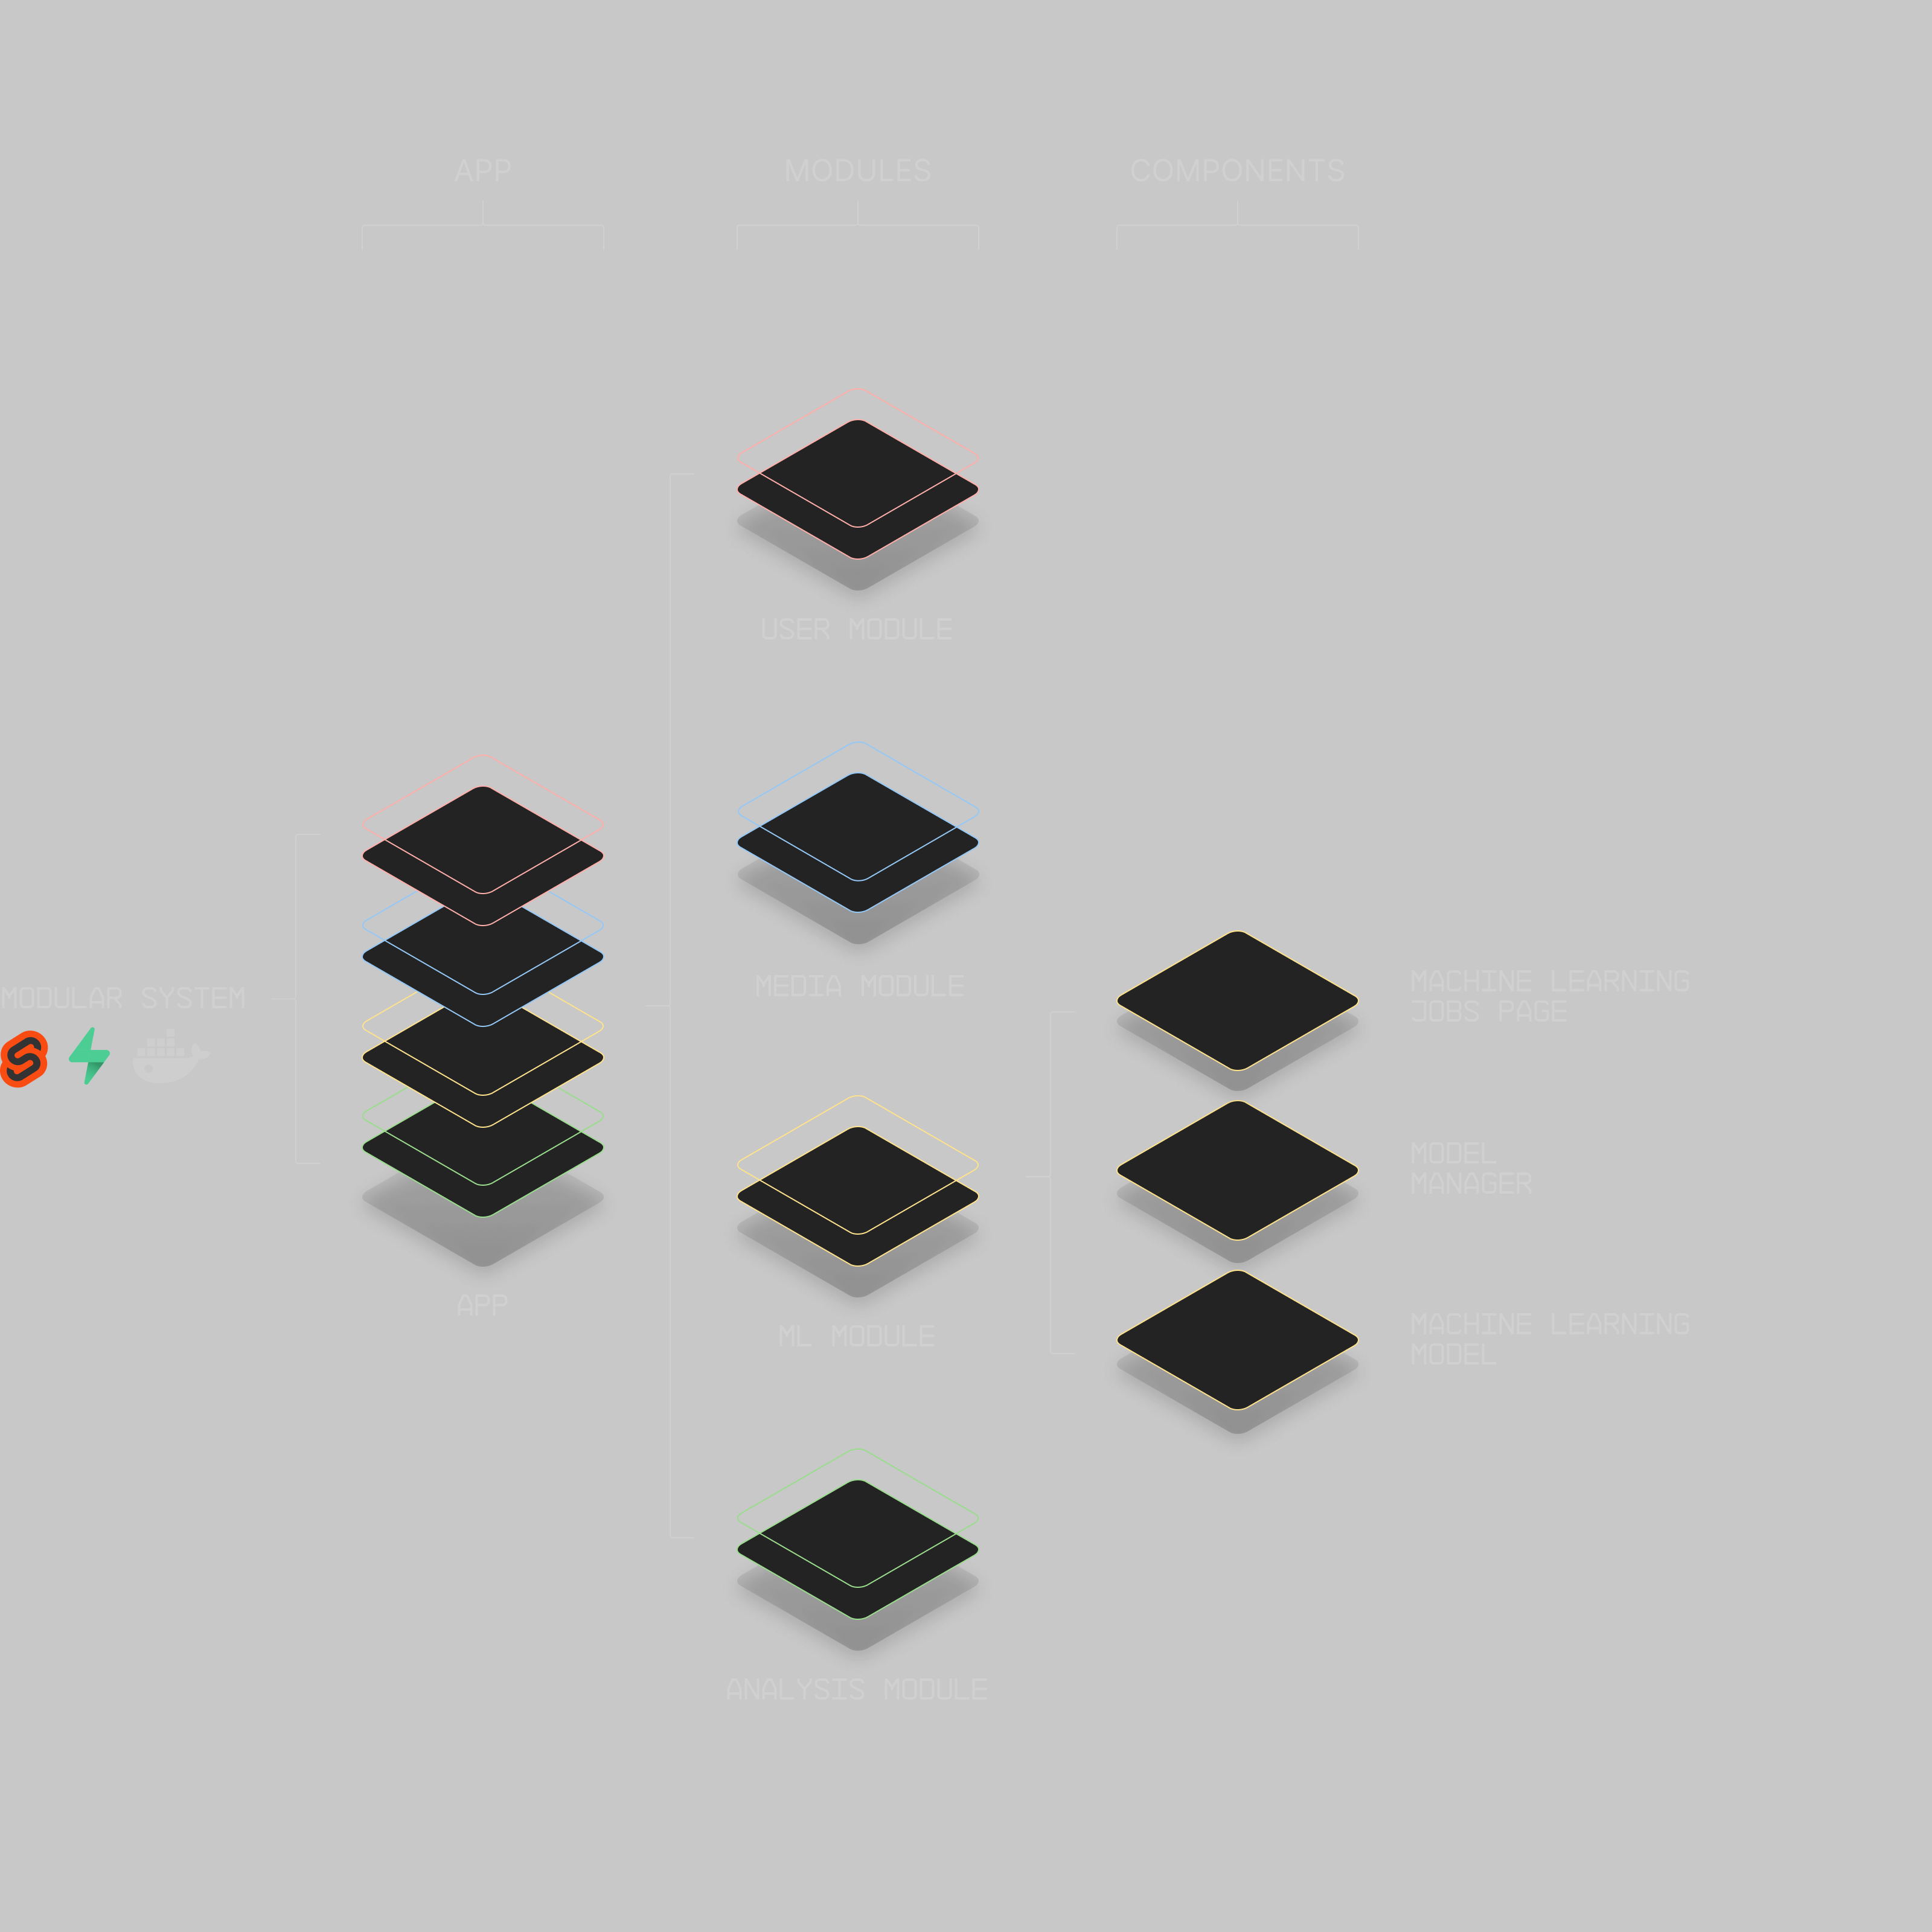 APP
MODULES
COMPONENTS
USER MODULE
MEDIA MODULE
MODULAR SYSTEM
MACHINE LEARNING
JOBS PAGE
MODEL
MANAGER
APP
ML MODULE
MACHINE LEARNING
MODEL
ANALYSIS MODULE